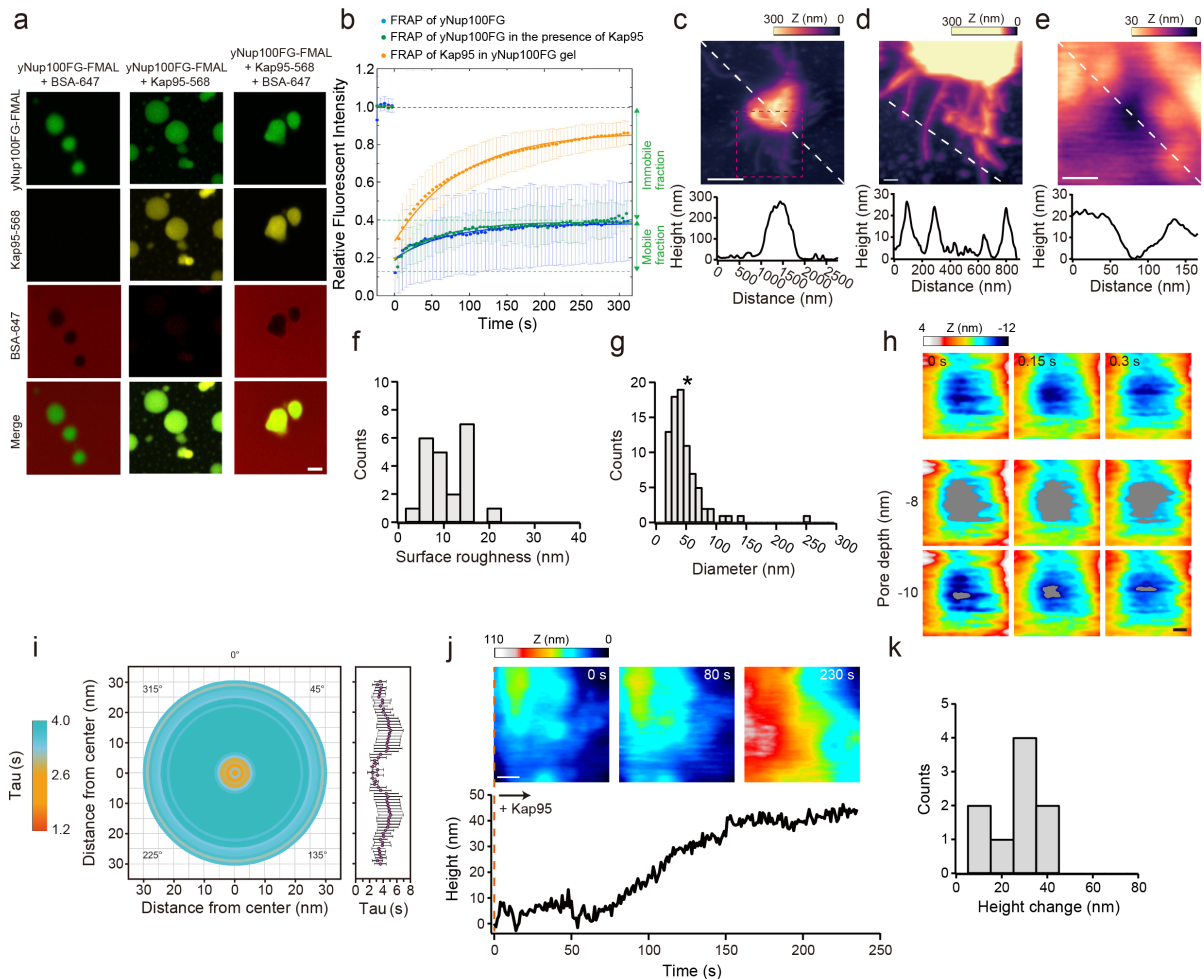 a
yNup100FG-FMAL
+ BSA-647
yNup100FG-FMAL
+ Kap95-568
yNup100FG-FMAL
+ Kap95-568
+ BSA-647
yNup100FG-FMAL
Kap95-568
BSA-647
Merge
b
FRAP of yNup100FG
FRAP of yNup100FG in the presence of Kap95
FRAP of Kap95 in yNup100FG gel
Relative Fluorescent Intensity
1.2
1.0
0.8
0.6
0.4
0.2
0.0
0 50 100 150 200 250 300
Time (s)
Immobile
fraction
Mobile
fraction
c
300 Z (nm) 0
Height (nm)
300
200
100
0
0 500 1000 1500 2000 2500
Distance (nm)
d
300 Z (nm) 0
Height (nm)
30
20
10
0
0 200 400 600 800
Distance (nm)
e
30 Z (nm) 0
Height (nm)
30
20
10
0
0 50 100 150
Distance (nm)
f
Counts
10
8
6
4
2
0
0 20 40
Surface roughness (nm)
g
*
Counts
20
15
10
5
0
0 50 100 150 200 250 300
Diameter (nm)
h
4 Z (nm) -12
0 s
0.15 s
0.3 s
Pore depth (nm)
-8
-10
i
Tau (s)
4.0
2.6
1.2
0°
315°
45°
225°
135°
Distance from center (nm)
30
20
10
0
10
20
30
30 20 10 0 10 20 30
Distance from center (nm)
0 2 4 6 8
Tau (s)
j
110 Z (nm) 0
0 s
80 s
230 s
+ Kap95
Height (nm)
50
40
30
20
10
0
0 50 100 150 200 250
Time (s)
k
Counts
5
4
3
2
1
0
0 20 40 60 80
Height change (nm)